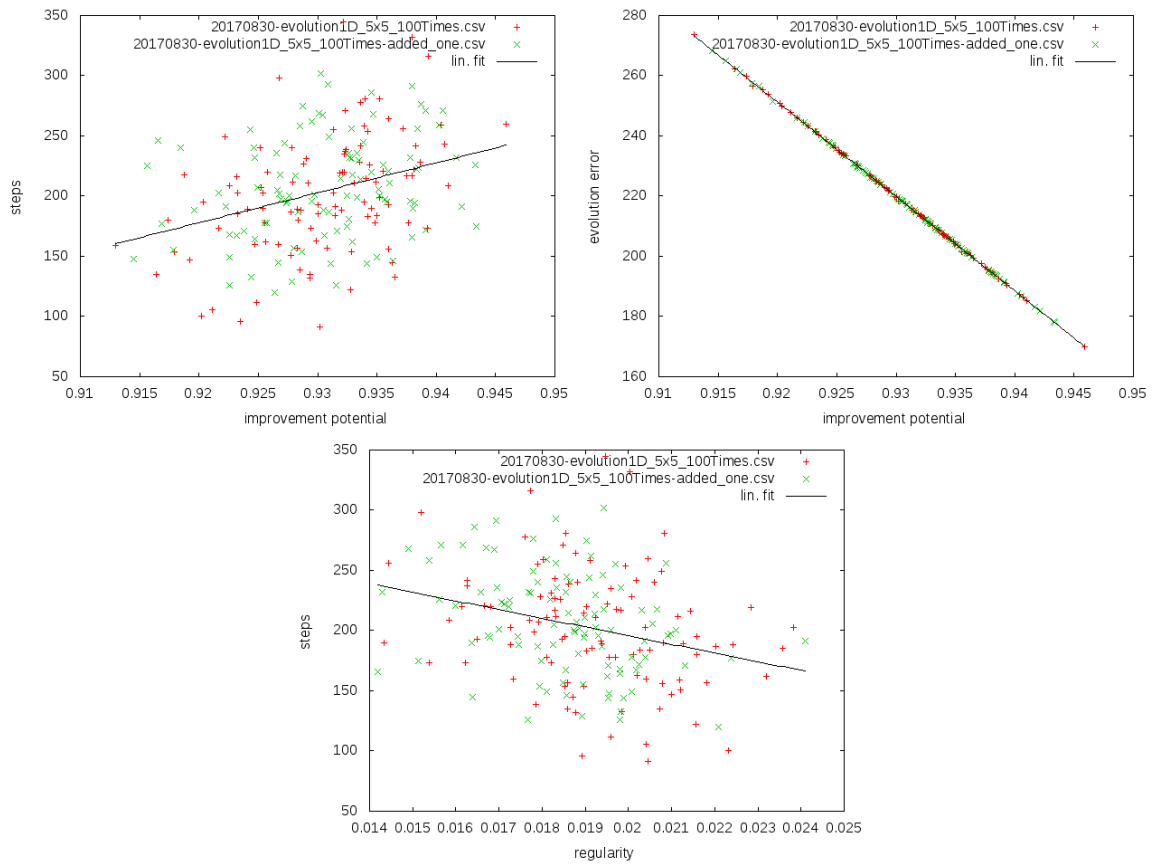 20170830-evolution1D_5x5_100Times.csv
20170830-evolution1D_5x5_100Times-added_one.csv
lin. fit
350
300
250
200
150
100
50
steps
0.91 0.915 0.92 0.925 0.93 0.935 0.94 0.945 0.95
improvement potential
20170830-evolution1D_5x5_100Times.csv
20170830-evolution1D_5x5_100Times-added_one.csv
lin. fit
280
260
240
220
200
180
160
evolution error
0.91 0.915 0.92 0.925 0.93 0.935 0.94 0.945 0.95
improvement potential
20170830-evolution1D_5x5_100Times.csv
20170830-evolution1D_5x5_100Times-added_one.csv
lin. fit
350
300
250
200
150
100
50
steps
0.014 0.015 0.016 0.017 0.018 0.019 0.02 0.021 0.022 0.023 0.024 0.025
regularity